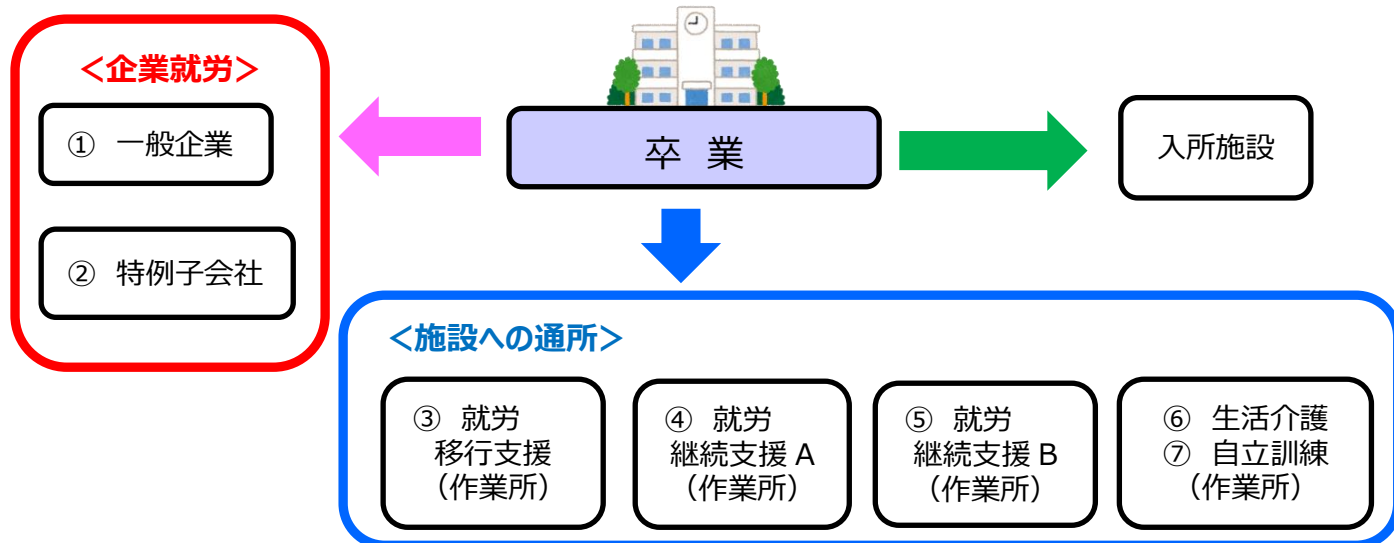 <企業就労>
① 一般企業
② 特例子会社
卒 業
入所施設
<施設への通所>
③ 就労
移行支援
(作業所)
④ 就労
継続支援 A
(作業所)
⑤ 就労
継続支援 B
(作業所)
⑥ 生活介護
⑦ 自立訓練
(作業所)